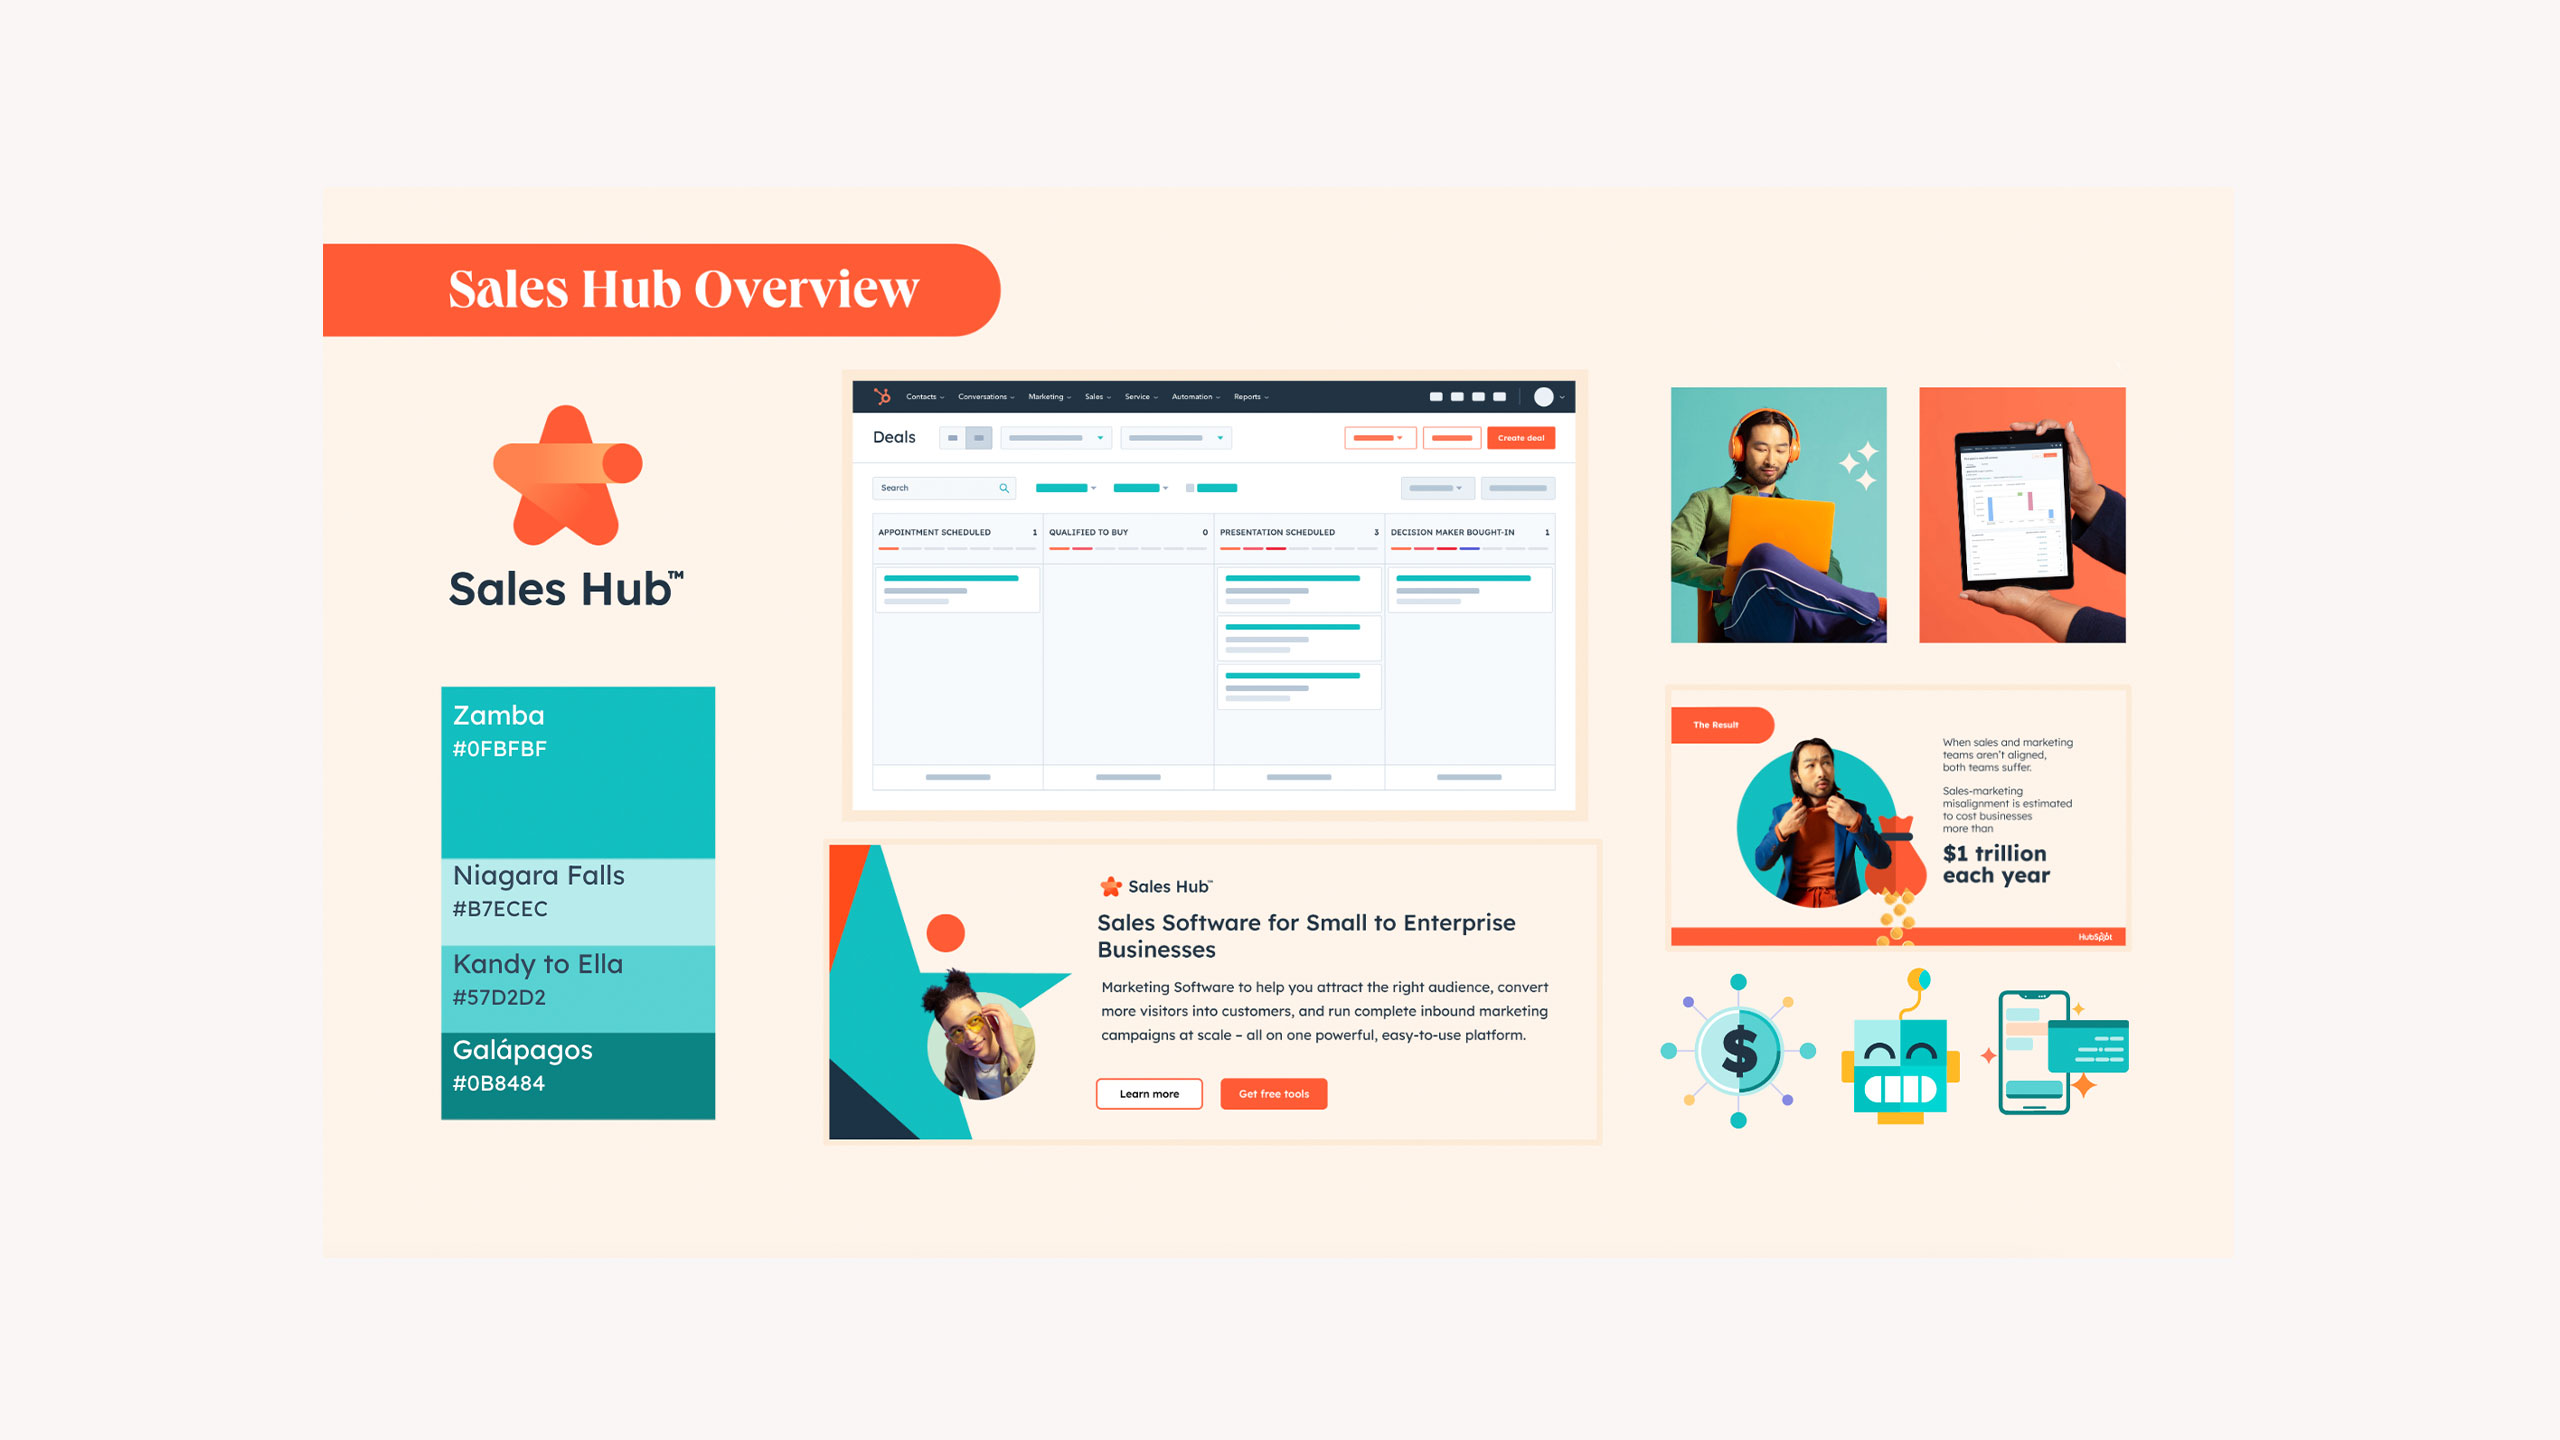 Sales Hub Overview
Sales Hub™
Zamba
#0FBFBF
Niagara Falls
#B7ECEC
Kandy to Ella
#57D2D2
Galápagos
#0B8484
Contacts Conversations Marketing Sales Service Automation Reports
Deals
Create deal
Search
APPOINTMENT SCHEDULED 1 QUALIFIED TO BUY 0 PRESENTATION SCHEDULED 3 DECISION MAKER BOUGHT-IN 1
Sales Hub™
Sales Software for Small to Enterprise
Businesses
Marketing Software to help you attract the right audience, convert
more visitors into customers, and run complete inbound marketing
campaigns at scale – all on one powerful, easy-to-use platform.
Learn more Get free tools
The Result
When sales and marketing
teams aren't aligned,
both teams suffer.
Sales-marketing
misalignment is estimated
to cost businesses
more than
$1 trillion
each year
HubSpot
$